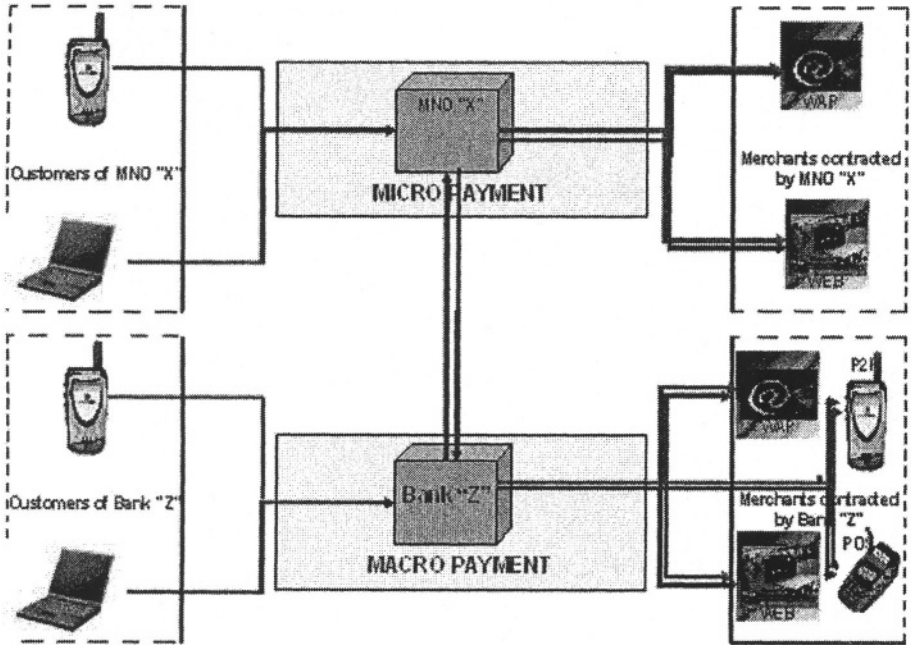 MNO "X"
WAP
Customers of MNO "X"
Merchants contracted
by MNO "X"
MICRO PAYMENT
WEB
P2P
WAP
Bank "Z"
Customers of Bank "Z"
Merchants contracted
by Bank "Z"
POS
MACRO PAYMENT
WEB